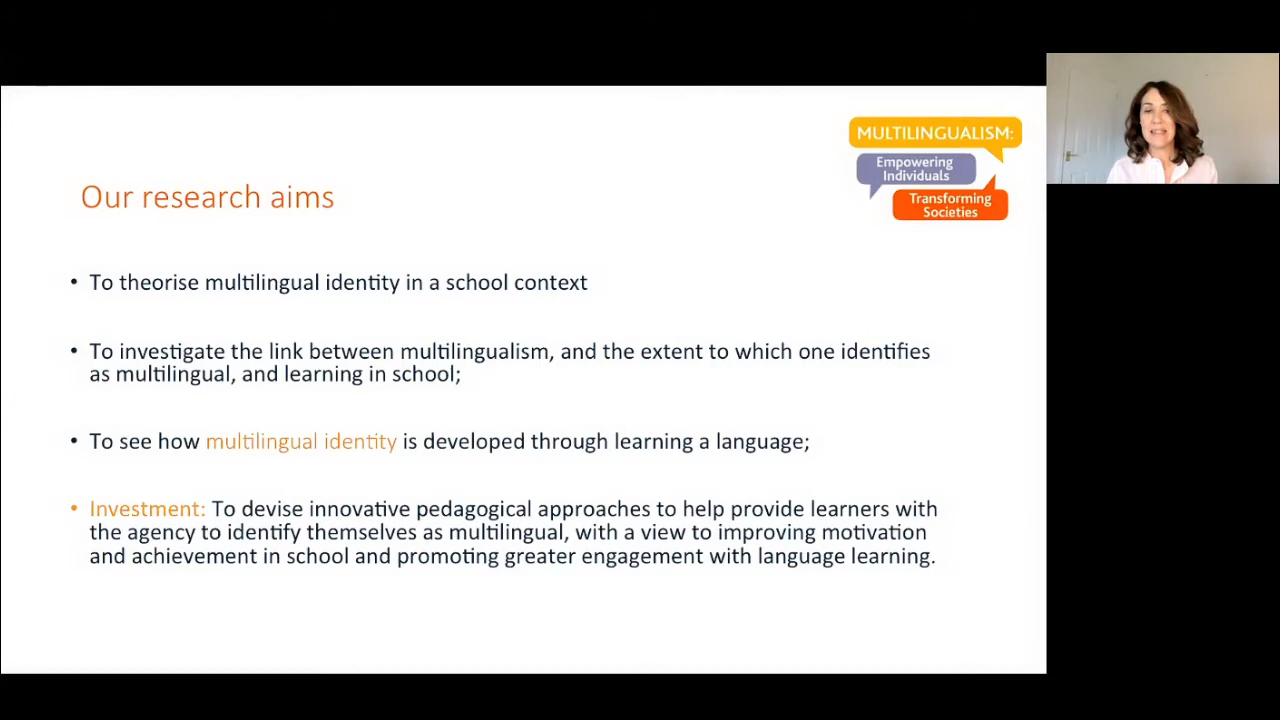 MULTILINGUALISM:
Empowering
Individuals
Transforming
Societies
Our research aims
• To theorise multilingual identity in a school context
• To investigate the link between multilingualism, and the extent to which one identifies
as multilingual, and learning in school;
• To see how multilingual identity is developed through learning a language;
• Investment: To devise innovative pedagogical approaches to help provide learners with
the agency to identify themselves as multilingual, with a view to improving motivation
and achievement in school and promoting greater engagement with language learning.